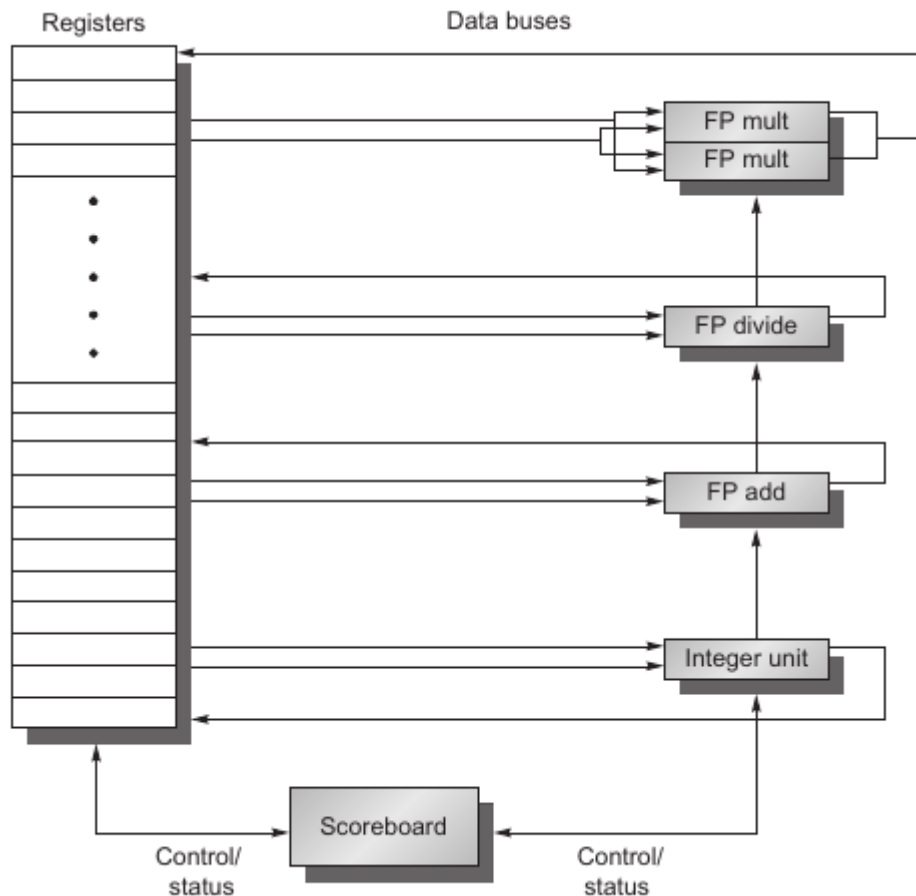 Registers
Data buses
FP mult
FP mult
FP divide
FP add
Integer unit
Scoreboard
Control/
status
Control/
status